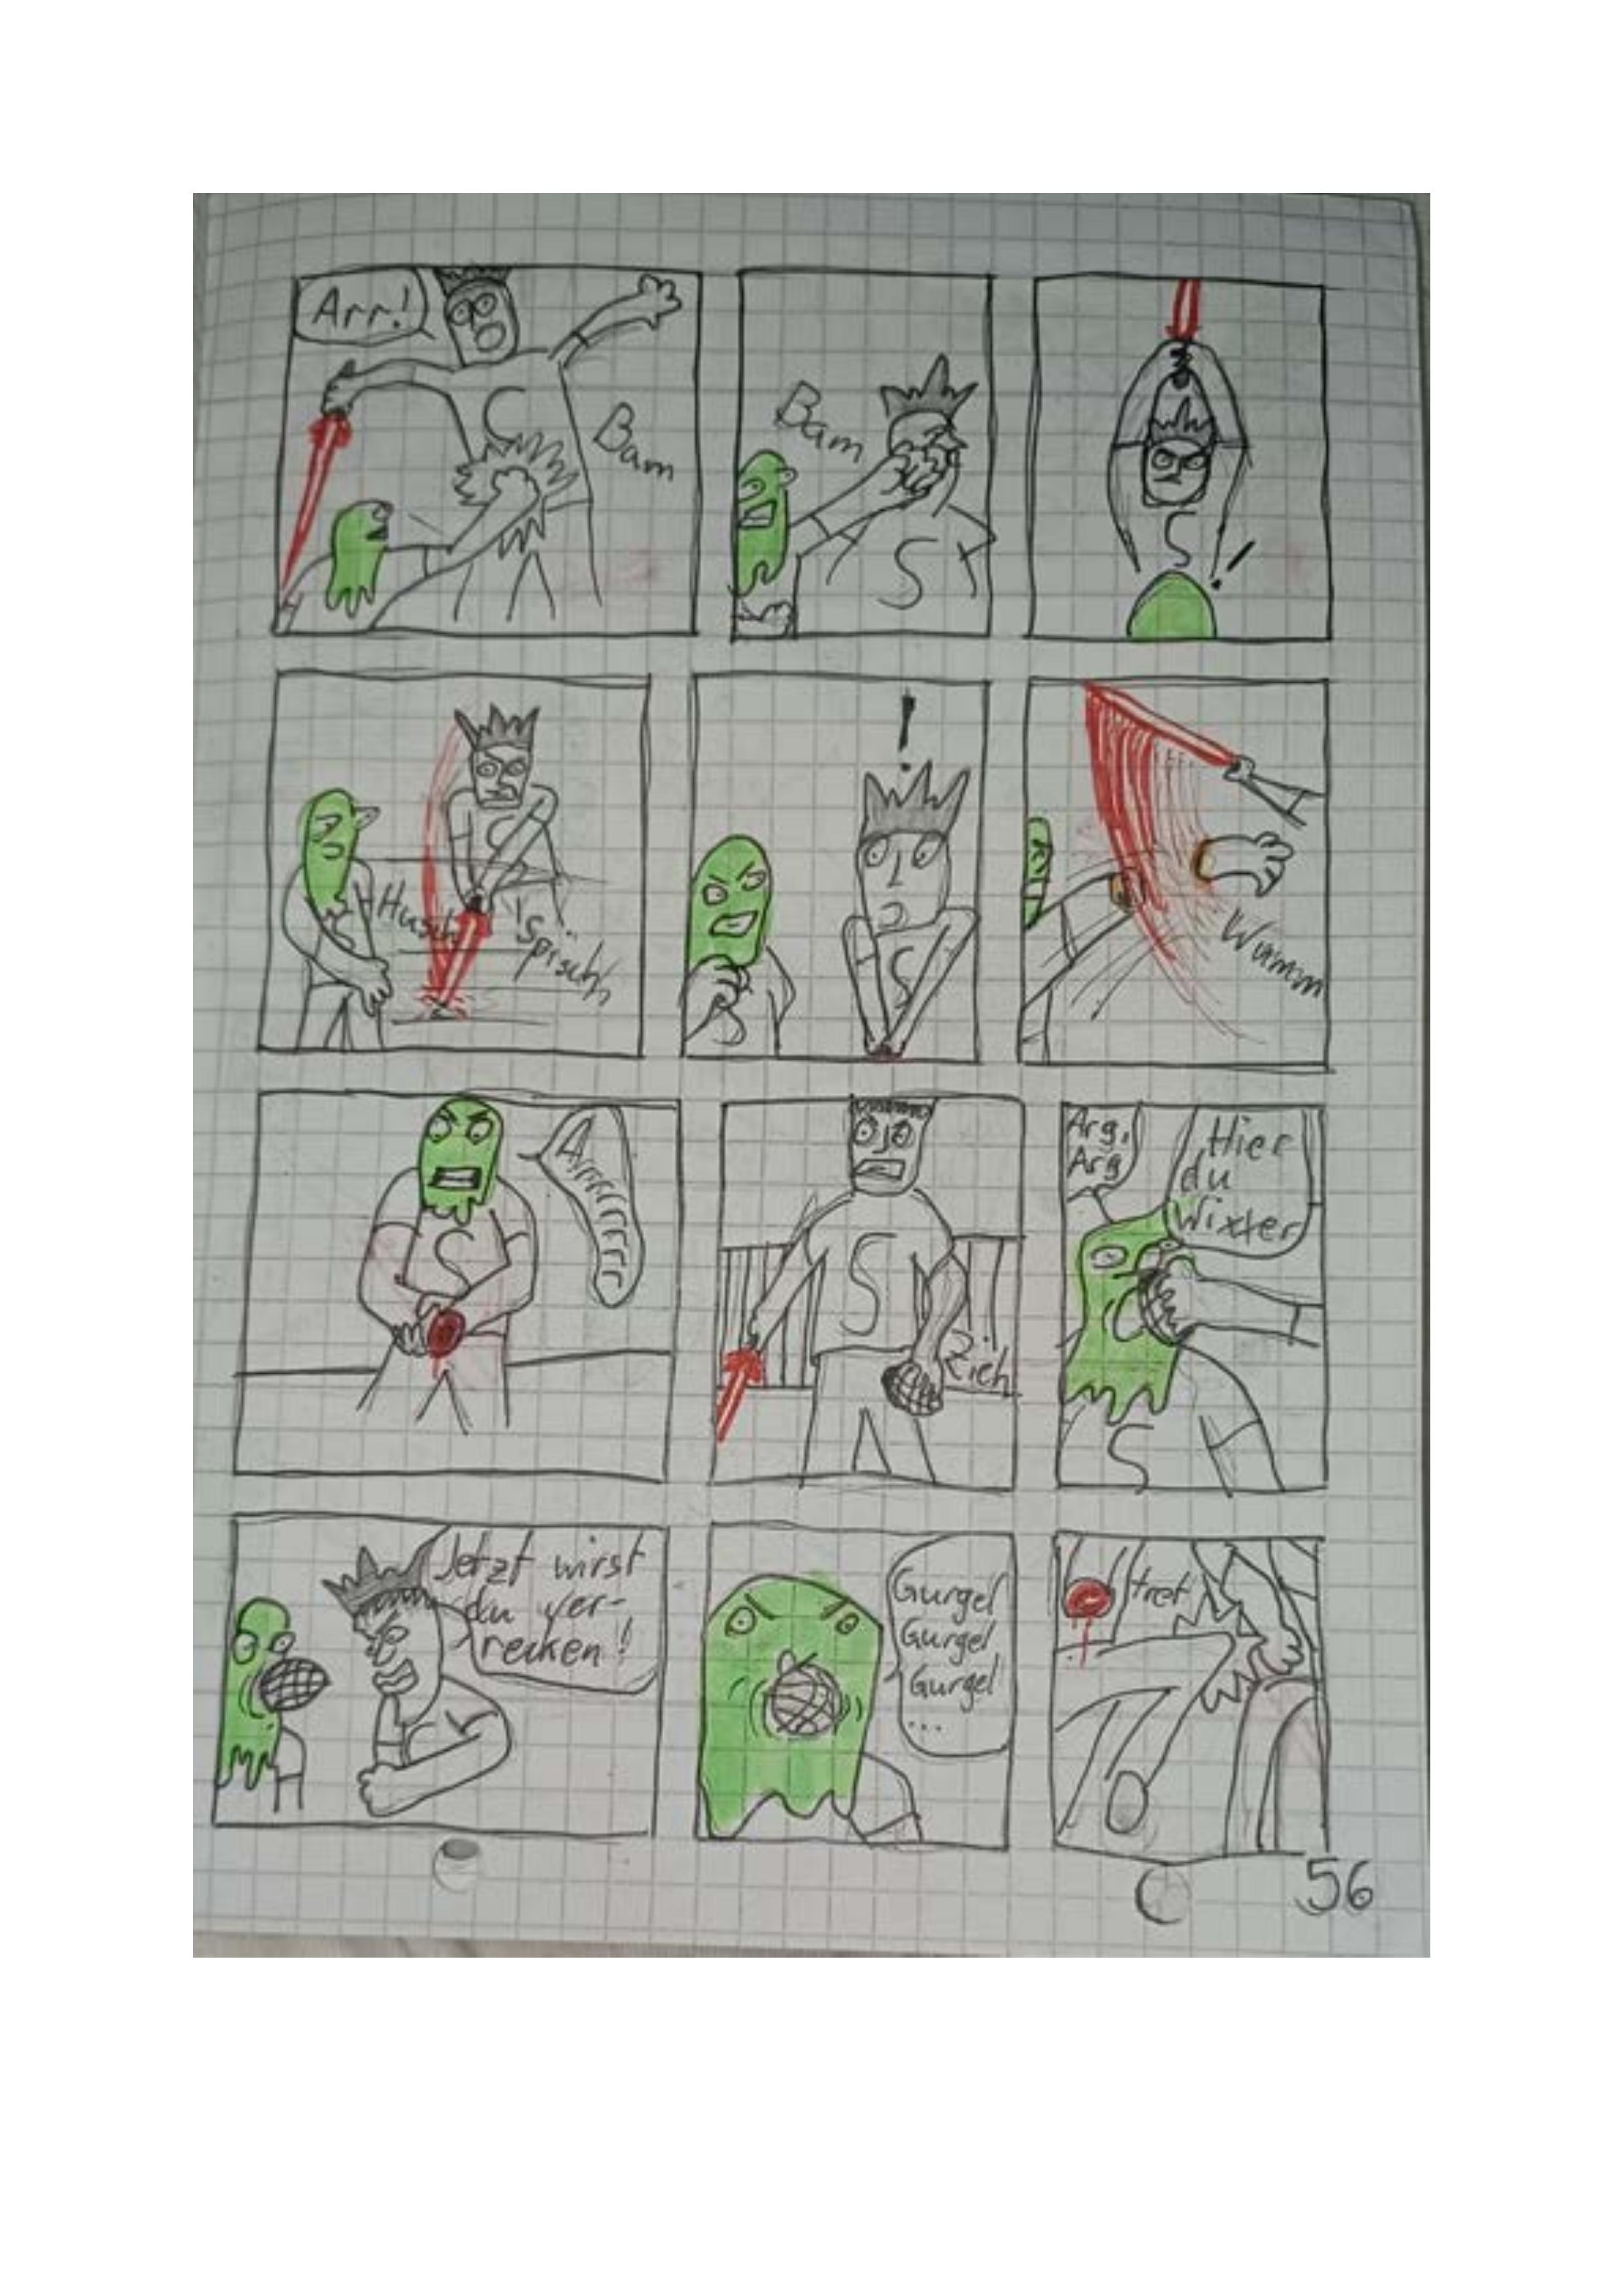 Arr!
C
Bam
Bam
S
S
!
Husch
Spisch
S
!
S
Wumm
Arrrrrrr
S
S
Zieh
Arg,
Arg
Hier
du
Wixxer
S
Jetzt wirst
du ver-
recken!
Gurgel
Gurgel
Gurgel
...
tret
56